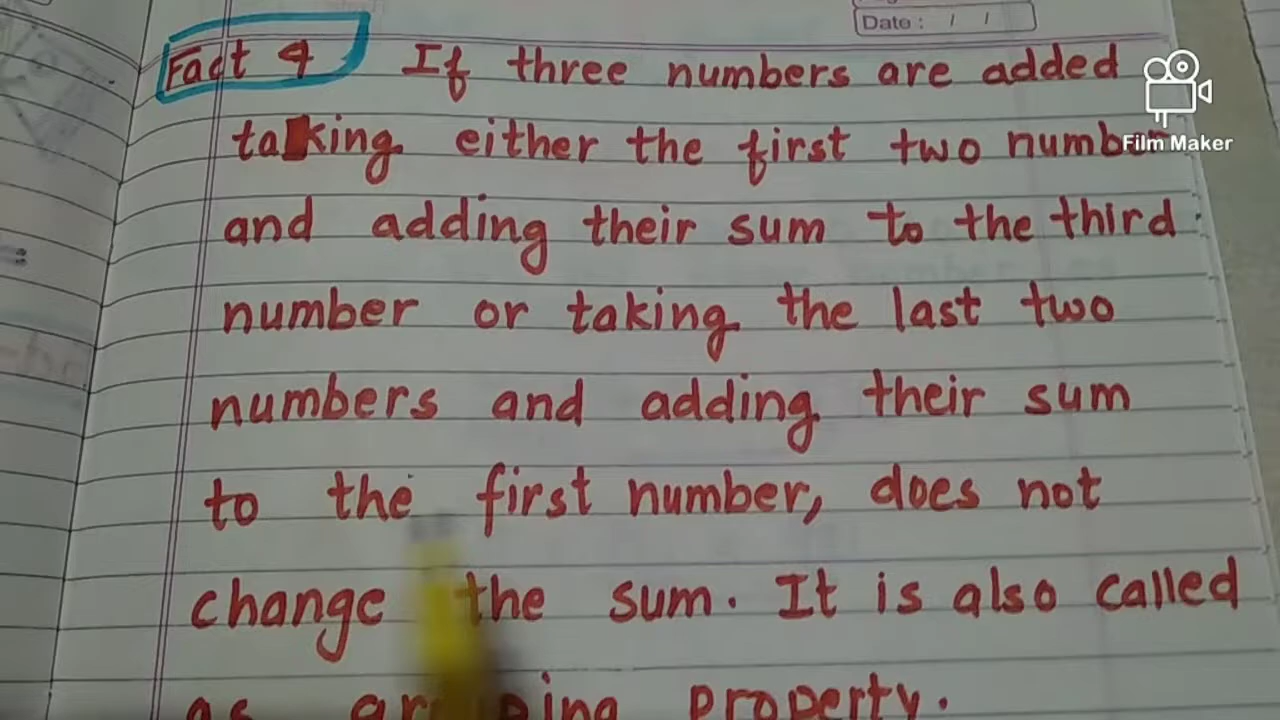 Date : / /
Fact 4 If three numbers are added
taking either the first two number
and adding their sum to the third
number or taking the last two
numbers and adding their sum
to the first number, does not
change the sum. It is also called
as property.
Film Maker